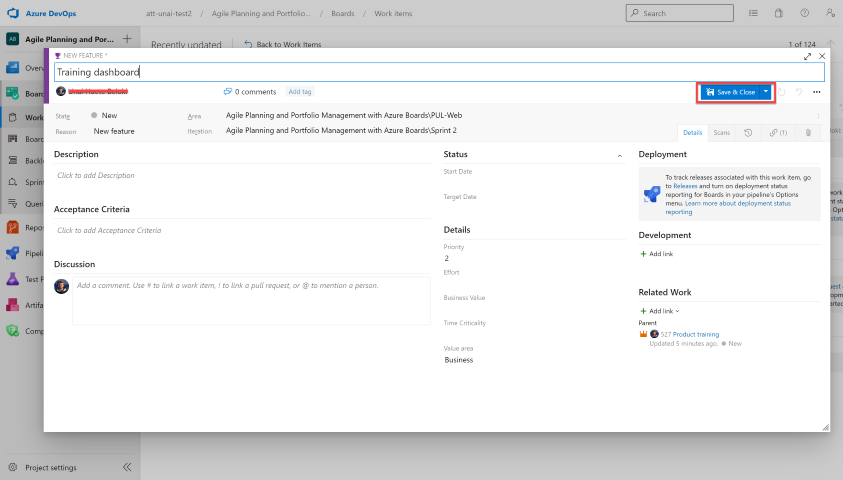 Azure DevOps
att-unai-test2 / Agile Planning and Portfolio... / Boards / Work items
Search
AB Agile Planning and Por...
Recently updated
Back to Work Items
1 of 124
NEW FEATURE *
Training dashboard
0 comments
Add tag
Save & Close
State New
Area Agile Planning and Portfolio Management with Azure Boards\PUL-Web
Reason New feature
Iteration Agile Planning and Portfolio Management with Azure Boards\Sprint 2
Details
Scans
(1)
Description
Click to add Description
Acceptance Criteria
Click to add Acceptance Criteria
Discussion
Add a comment. Use # to link a work item, ! to link a pull request, or @ to mention a person.
Status
Start Date
Target Date
Details
Priority
2
Effort
Business Value
Time Criticality
Value area
Business
Deployment
To track releases associated with this work item, go
to Releases and turn on deployment status
reporting for Boards in your pipeline's Options
menu. Learn more about deployment status
reporting
Development
Add link
Related Work
Add link
Parent
527 Product training
Updated 5 minutes ago, New
Overv
Board
Work
Board
Backl
Sprin
Queri
Repo
Pipeli
Test F
Artifa
Comp
Project settings